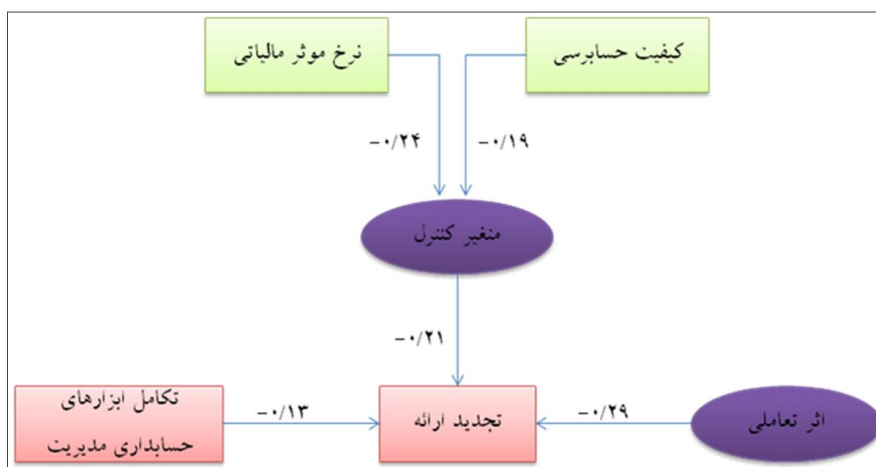 کیفیت حسابرسی
نرخ موثر مالیاتی
-۰/۱۹
-۰/۲۴
متغیر کنترل
-۰/۲۱
اثر تعاملی
-۰/۲۹
تجدید ارائه
-۰/۱۳
تکامل ابزارهای
حسابداری مدیریت